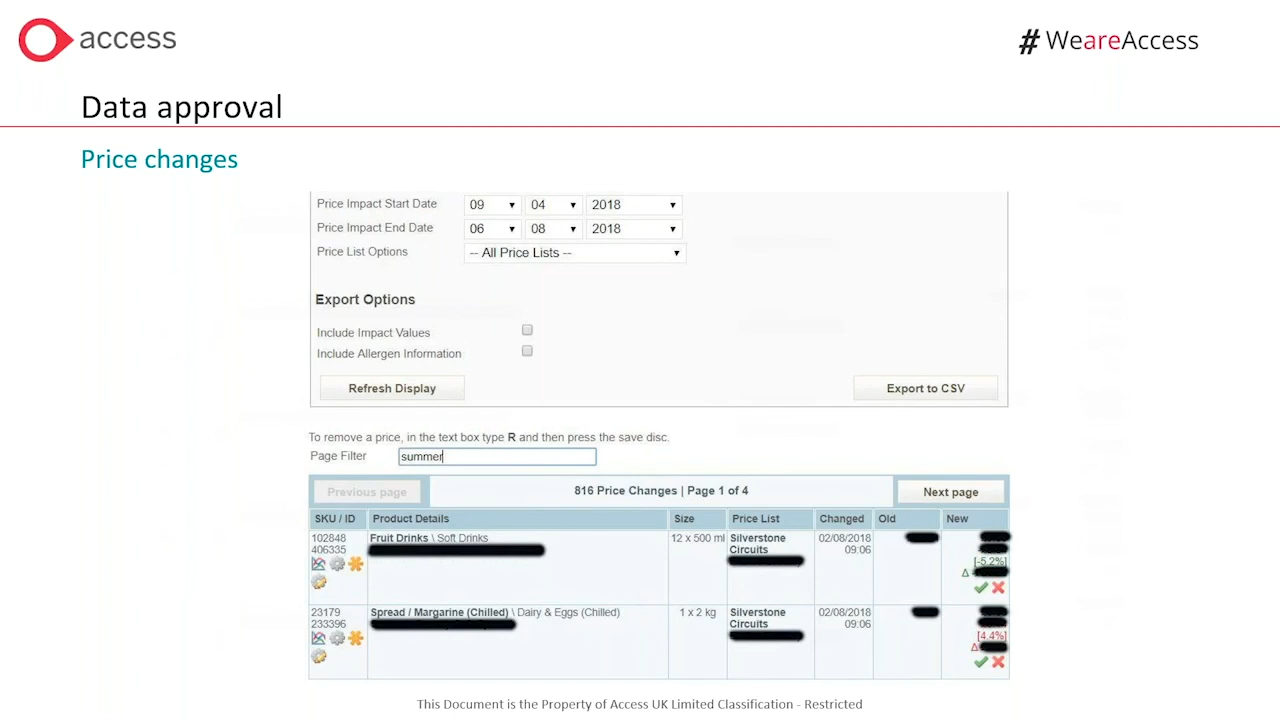 access
# WeareAccess
Data approval
Price changes
Price Impact Start Date 09 04 2018
Price Impact End Date 06 08 2018
Price List Options -- All Price Lists --
Export Options
Include Impact Values
Include Allergen Information
Refresh Display Export to CSV
To remove a price, in the text box type R and then press the save disc.
Page Filter summer
Previous page 816 Price Changes | Page 1 of 4 Next page
SKU / ID Product Details Size Price List Changed Old New
102848 Fruit Drinks \ Soft Drinks 12 x 500 ml Silverstone 02/08/2018
406335 Circuits 09:06
[-5.2%]
Δ
23179 Spread / Margarine (Chilled) \ Dairy & Eggs (Chilled) 1 x 2 kg Silverstone 02/08/2018
233396 Circuits 09:06
[4.4%]
Δ
This Document is the Property of Access UK Limited Classification - Restricted